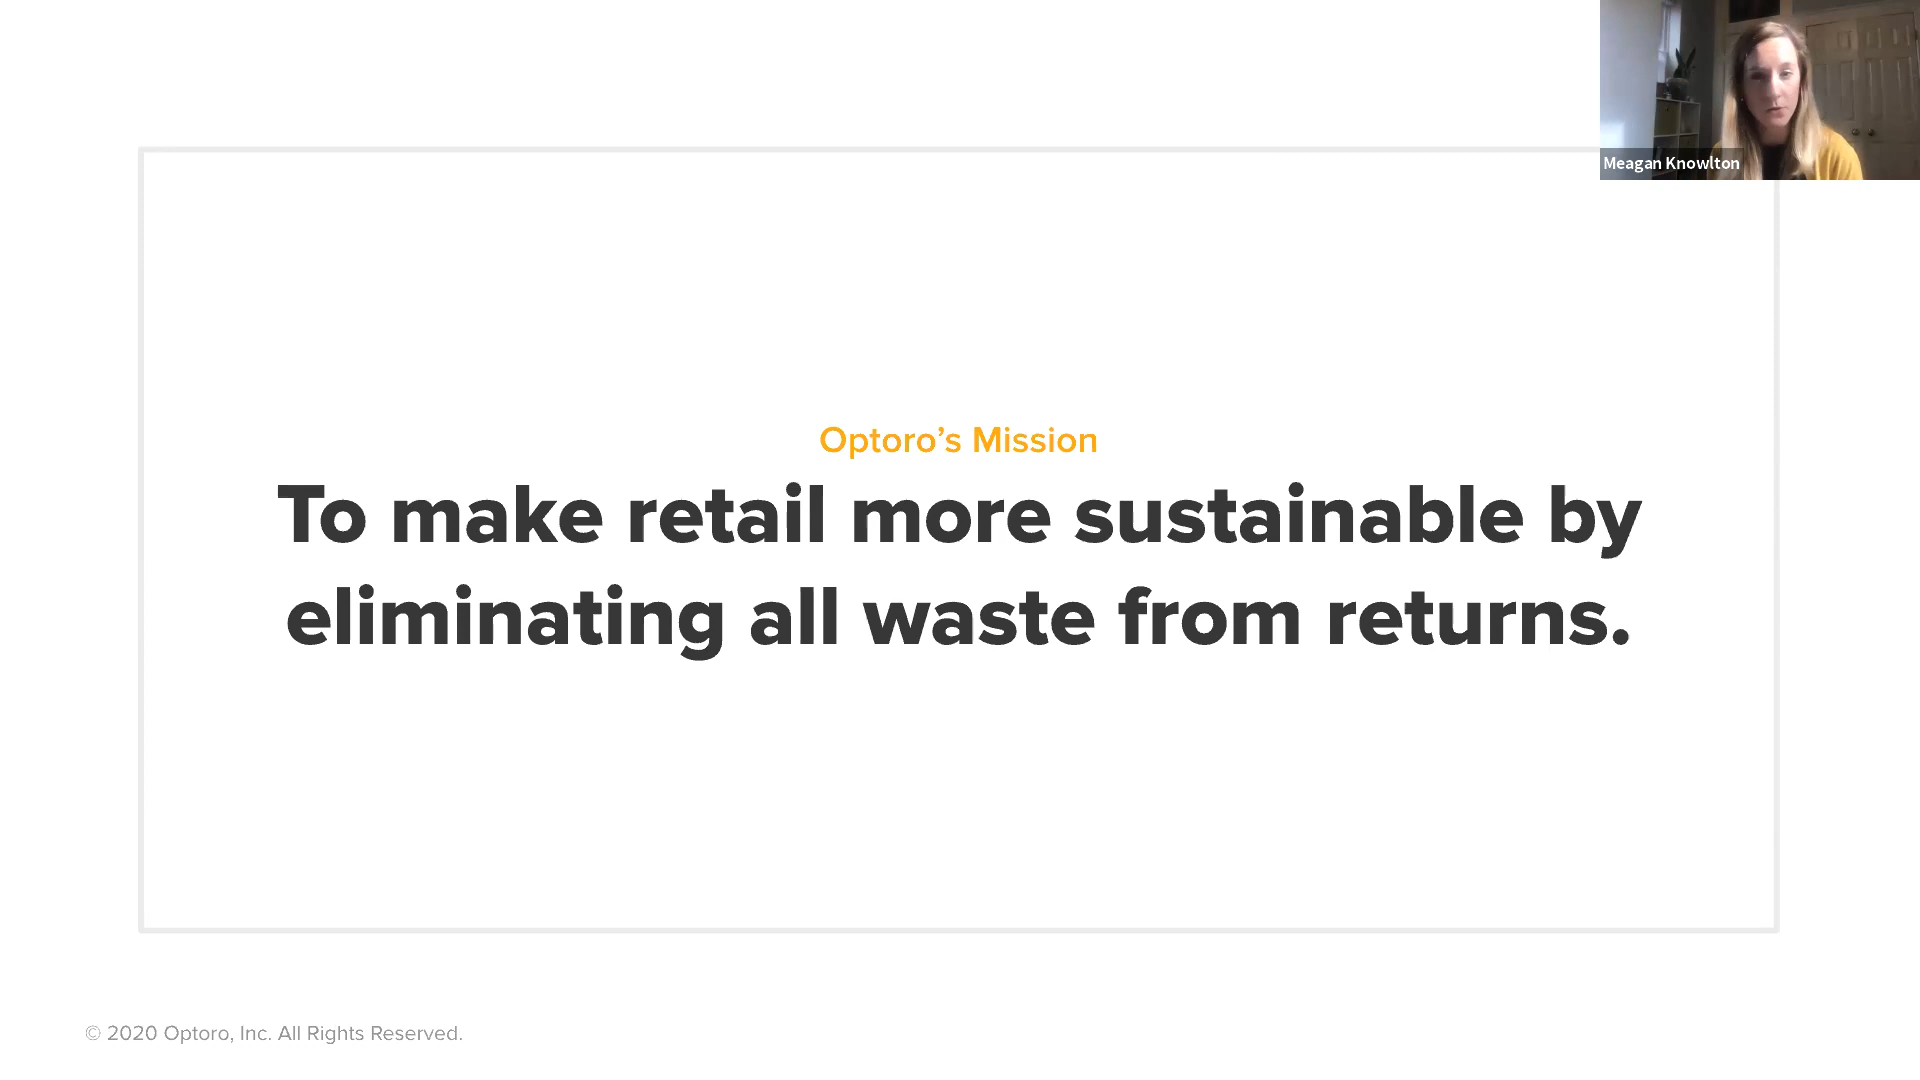 Meagan Knowlton
Optoro’s Mission
To make retail more sustainable by
eliminating all waste from returns.
© 2020 Optoro, Inc. All Rights Reserved.